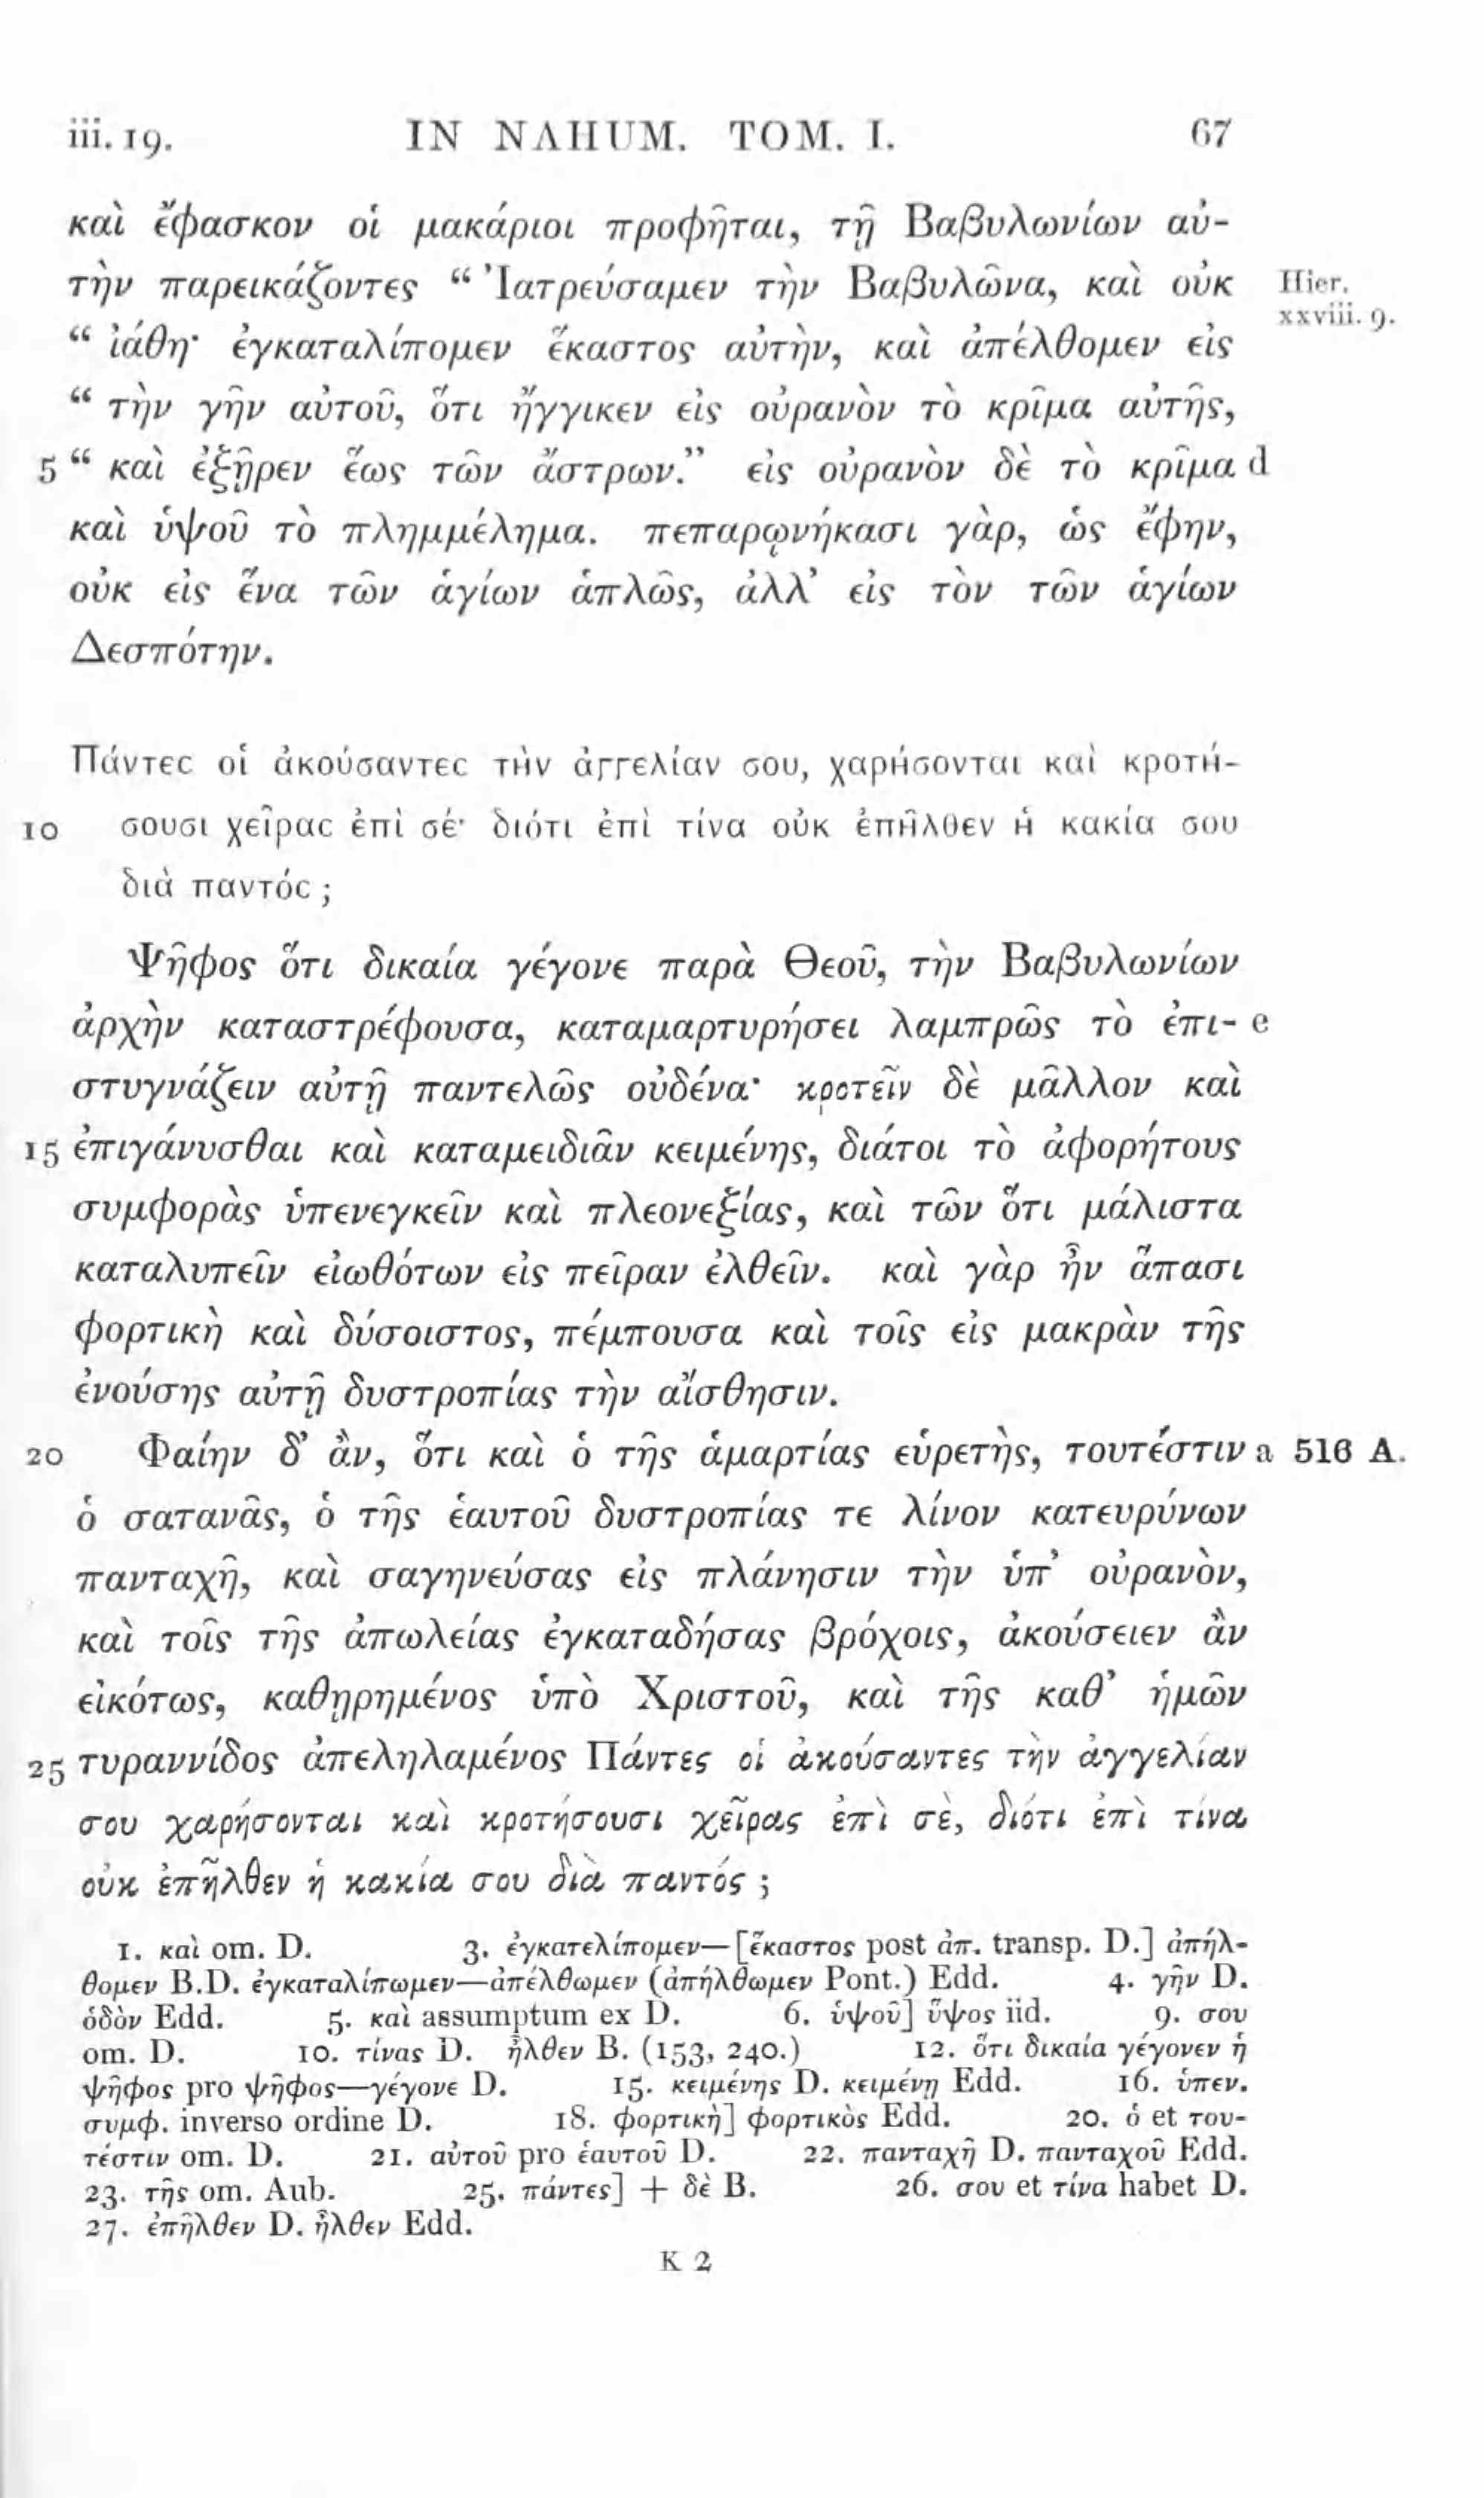 iii. 19. IN NAHUM. TOM. I. 67
καὶ ἔφασκον οἱ μακάριοι προφῆται, τῇ Βαβυλωνίων αὐ-
τὴν παρεικάζοντες “ Ἰατρεύσαμεν τὴν Βαβυλῶνα, καὶ οὐκ Hier.
xxviii. 9.
“ ἰάθη· ἐγκαταλίπομεν ἕκαστος αὐτὴν, καὶ ἀπέλθομεν εἰς
“ τὴν γῆν αὐτοῦ, ὅτι ἤγγικεν εἰς οὐρανὸν τὸ κρῖμα αὐτῆς,
5 “ καὶ ἐξῇρεν ἕως τῶν ἄστρων.” εἰς οὐρανὸν δὲ τὸ κρῖμα d
καὶ ὑψοῦ τὸ πλημμέλημα. πεπαρῳνήκασι γὰρ, ὡς ἔφην,
οὐκ εἰς ἕνα τῶν ἁγίων ἁπλῶς, ἀλλ’ εἰς τὸν τῶν ἁγίων
Δεσπότην.
Πάντες οἱ ἀκούσαντες τὴν ἀγγελίαν σου, χαρήσονται καὶ κροτή-
10 σουσι χεῖρας ἐπὶ σέ· διότι ἐπὶ τίνα οὐκ ἐπῆλθεν ἡ κακία σου
διὰ παντός ;
Ψῆφος ὅτι δικαία γέγονε παρὰ Θεοῦ, τὴν Βαβυλωνίων
ἀρχὴν καταστρέφουσα, καταμαρτυρήσει λαμπρῶς τὸ ἐπι- e
στυγνάζειν αὐτῇ παντελῶς οὐδένα· κροτεῖν δὲ μᾶλλον καὶ
15 ἐπιγάνυσθαι καὶ καταμειδιᾶν κειμένης, διάτοι τὸ ἀφορήτους
συμφορὰς ὑπενεγκεῖν καὶ πλεονεξίας, καὶ τῶν ὅτι μάλιστα
καταλυπεῖν εἰωθότων εἰς πεῖραν ἐλθεῖν. καὶ γὰρ ἦν ἅπασι
φορτικὴ καὶ δύσοιστος, πέμπουσα καὶ τοῖς εἰς μακρὰν τῆς
ἐνούσης αὐτῇ δυστροπίας τὴν αἴσθησιν.
20 Φαίην δ’ ἂν, ὅτι καὶ ὁ τῆς ἁμαρτίας εὑρετὴς, τουτέστιν a 516 A.
ὁ σατανᾶς, ὁ τῆς ἑαυτοῦ δυστροπίας τε λίνον κατευρύνων
πανταχῆ, καὶ σαγηνεύσας εἰς πλάνησιν τὴν ὑπ’ οὐρανὸν,
καὶ τοῖς τῆς ἀπωλείας ἐγκαταδήσας βρόχοις, ἀκούσειεν ἂν
εἰκότως, καθῃρημένος ὑπὸ Χριστοῦ, καὶ τῆς καθ’ ἡμῶν
25 τυραννίδος ἀπεληλαμένος Πάντες οἱ ἀκούσαντες τὴν ἀγγελίαν
σου χαρήσονται καὶ κροτήσουσι χεῖρας ἐπὶ σὲ, διότι ἐπὶ τίνα
οὐκ ἐπῆλθεν ἡ κακία σου διὰ παντός ;
1. καὶ om. D. 3. ἐγκατελίπομεν—[ἕκαστος post ἀπ. transp. D.] ἀπήλ-
θομεν B.D. ἐγκαταλίπωμεν—ἀπέλθωμεν (ἀπήλθωμεν Pont.) Edd. 4. γῆν D.
ὁδὸν Edd. 5. καὶ assumptum ex D. 6. ὑψοῦ] ὕψος iid. 9. σου
om. D. 10. τίνας D. ἦλθεν B. (153, 240.) 12. ὅτι δικαία γέγονεν ἡ
ψῆφος pro ψῆφος—γέγονε D. 15. κειμένης D. κειμένῃ Edd. 16. ὑπεν.
συμφ. inverso ordine D. 18. φορτικὴ] φορτικὸς Edd. 20. ὁ et του-
τέστιν om. D. 21. αὐτοῦ pro ἑαυτοῦ D. 22. πανταχῆ D. πανταχοῦ Edd.
23. τῆς om. Aub. 25. πάντες] + δὲ B. 26. σου et τίνα habet D.
27. ἐπῆλθεν D. ἦλθεν Edd.
K 2